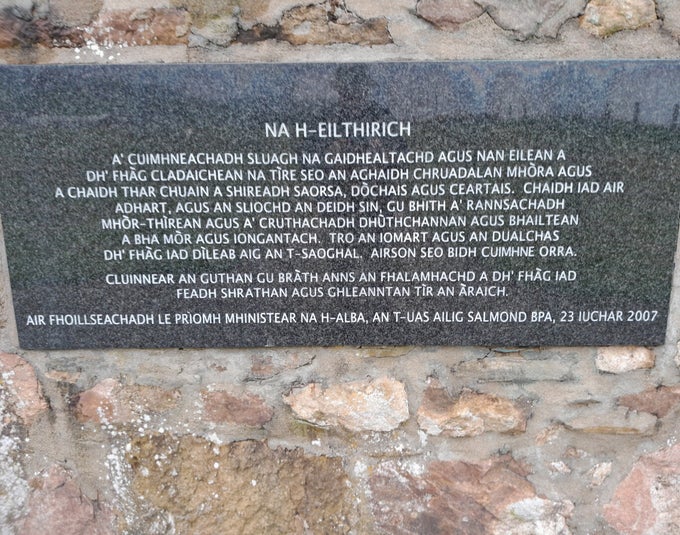 NA H-EILTHIRICH
A' CUIMHNEACHADH SLUAGH NA GAIDHEALTACHD AGUS NAN EILEAN A
DH' FHÀG CLADAICHEAN NA TÌRE SEO AN AGHAIDH CHRUADALAN MHÒRA AGUS
A CHAIDH THAR CHUAIN A SHIREADH SAORSA, DÒCHAIS AGUS CEARTAIS. CHAIDH IAD AIR
ADHART, AGUS AN SLIOCHD AN DEIDH SIN, GU BHITH A' RANNSACHADH
MHÒR-THÌREAN AGUS A' CRUTHACHADH DHÙTHCHANNAN AGUS BHAILTEAN
A BHA MÒR AGUS IONGANTACH. TRO AN IOMART AGUS AN DUALCHAS
DH' FHÀG IAD DÌLEAB AIG AN T-SAOGHAL. AIRSON SEO BIDH CUIMHNE ORRA.
CLUINNEAR AN GUTHAN GU BRÀTH ANNS AN FHALAMHACHD A DH' FHÀG IAD
FEADH SHRATHAN AGUS GHLEANNTAN TÌR AN ÀRAICH.
AIR FHOILLSEACHADH LE PRÌOMH MHINISTEAR NA H-ALBA, AN T-UAS AILIG SALMOND BPA, 23 IUCHAR 2007